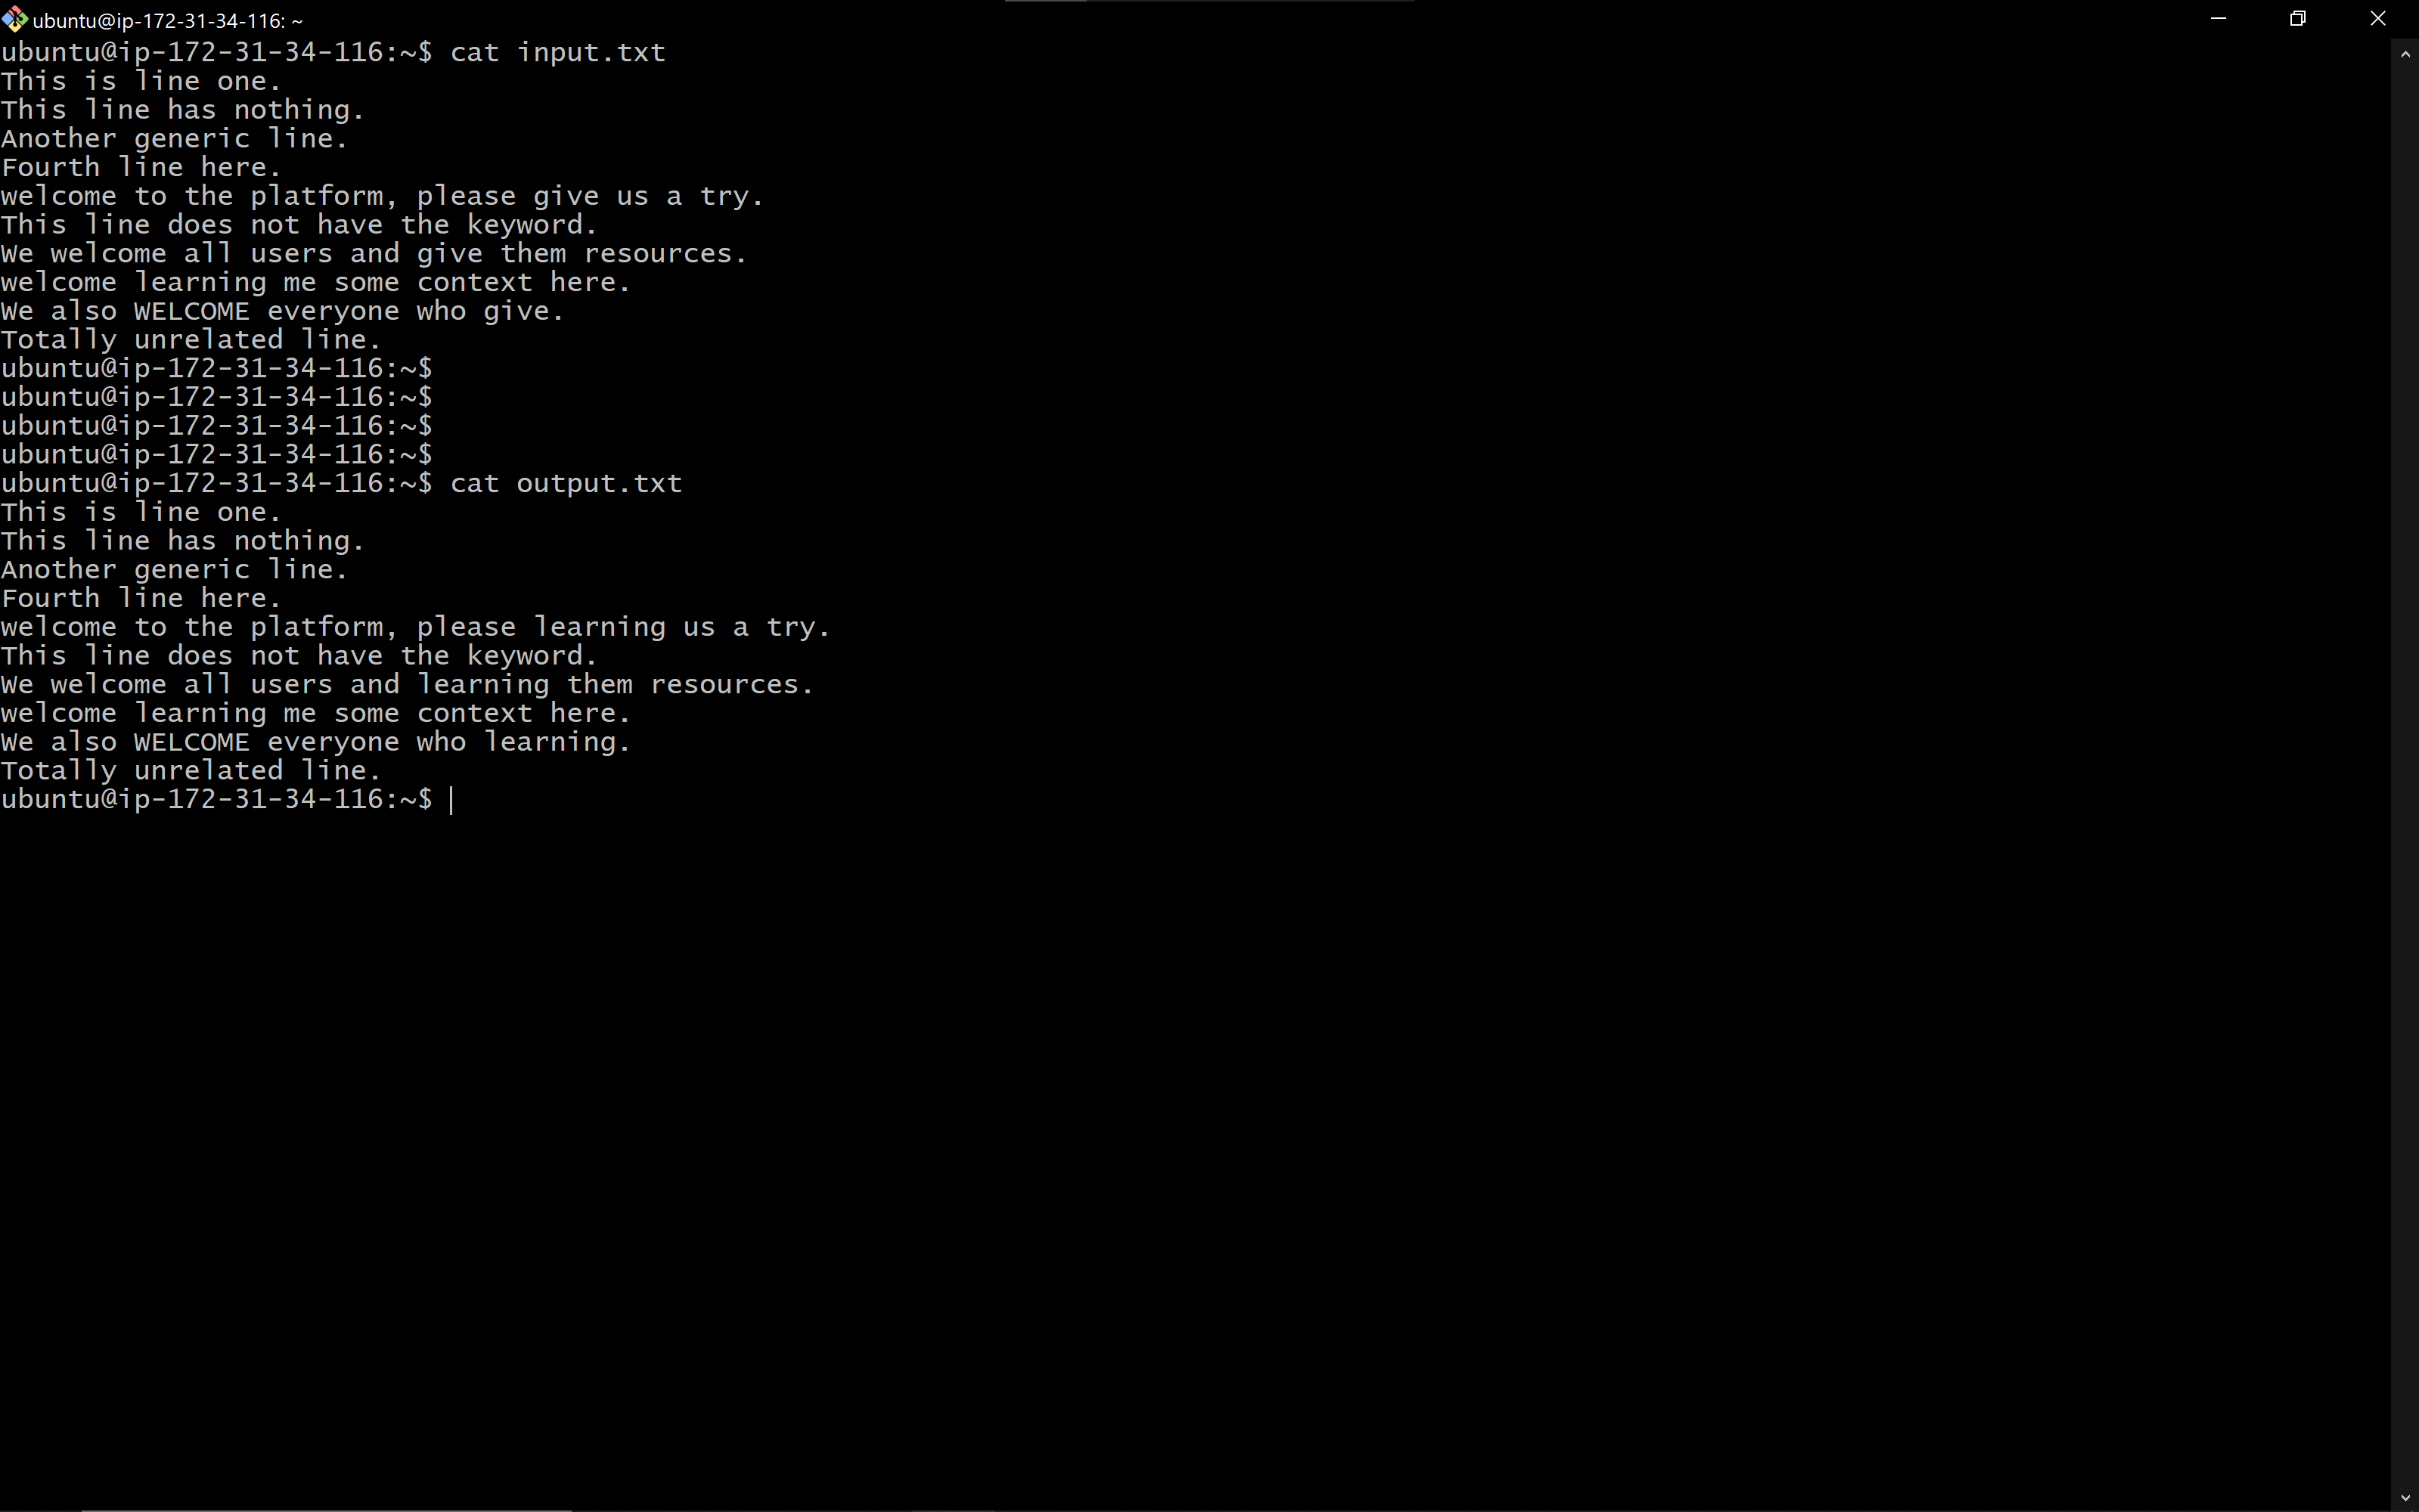 ubuntu@ip-172-31-34-116: ~
ubuntu@ip-172-31-34-116:~$ cat input.txt
This is line one.
This line has nothing.
Another generic line.
Fourth line here.
welcome to the platform, please give us a try.
This line does not have the keyword.
We welcome all users and give them resources.
welcome learning me some context here.
We also WELCOME everyone who give.
Totally unrelated line.
ubuntu@ip-172-31-34-116:~$
ubuntu@ip-172-31-34-116:~$
ubuntu@ip-172-31-34-116:~$
ubuntu@ip-172-31-34-116:~$
ubuntu@ip-172-31-34-116:~$ cat output.txt
This is line one.
This line has nothing.
Another generic line.
Fourth line here.
welcome to the platform, please learning us a try.
This line does not have the keyword.
We welcome all users and learning them resources.
welcome learning me some context here.
We also WELCOME everyone who learning.
Totally unrelated line.
ubuntu@ip-172-31-34-116:~$